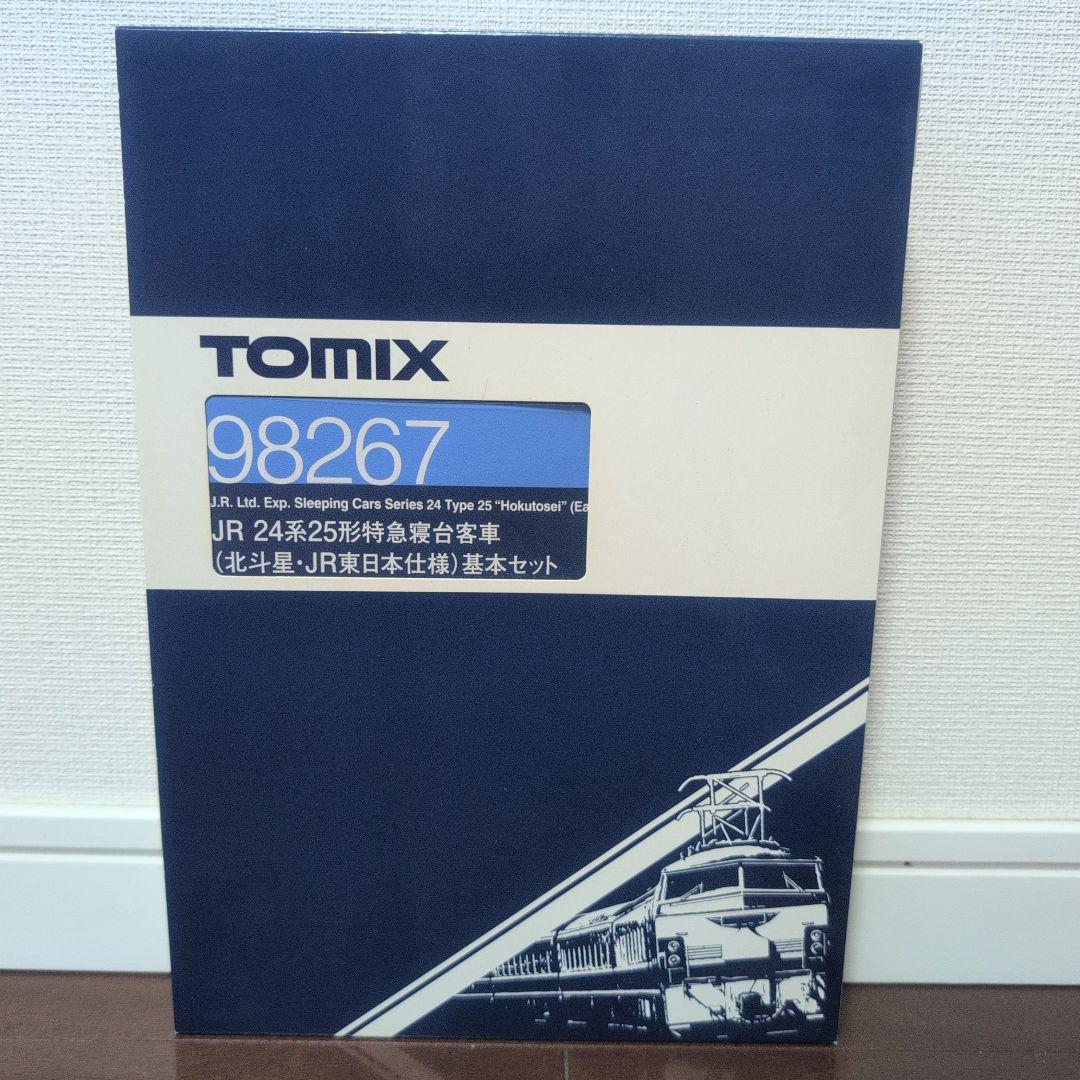 TOMIX
98267
J.R. Ltd. Exp. Sleeping Cars Series 24 Type 25 “Hokutosei” (Ea
JR 24系25形特急寝台客車
(北斗星・JR東日本仕様)基本セット